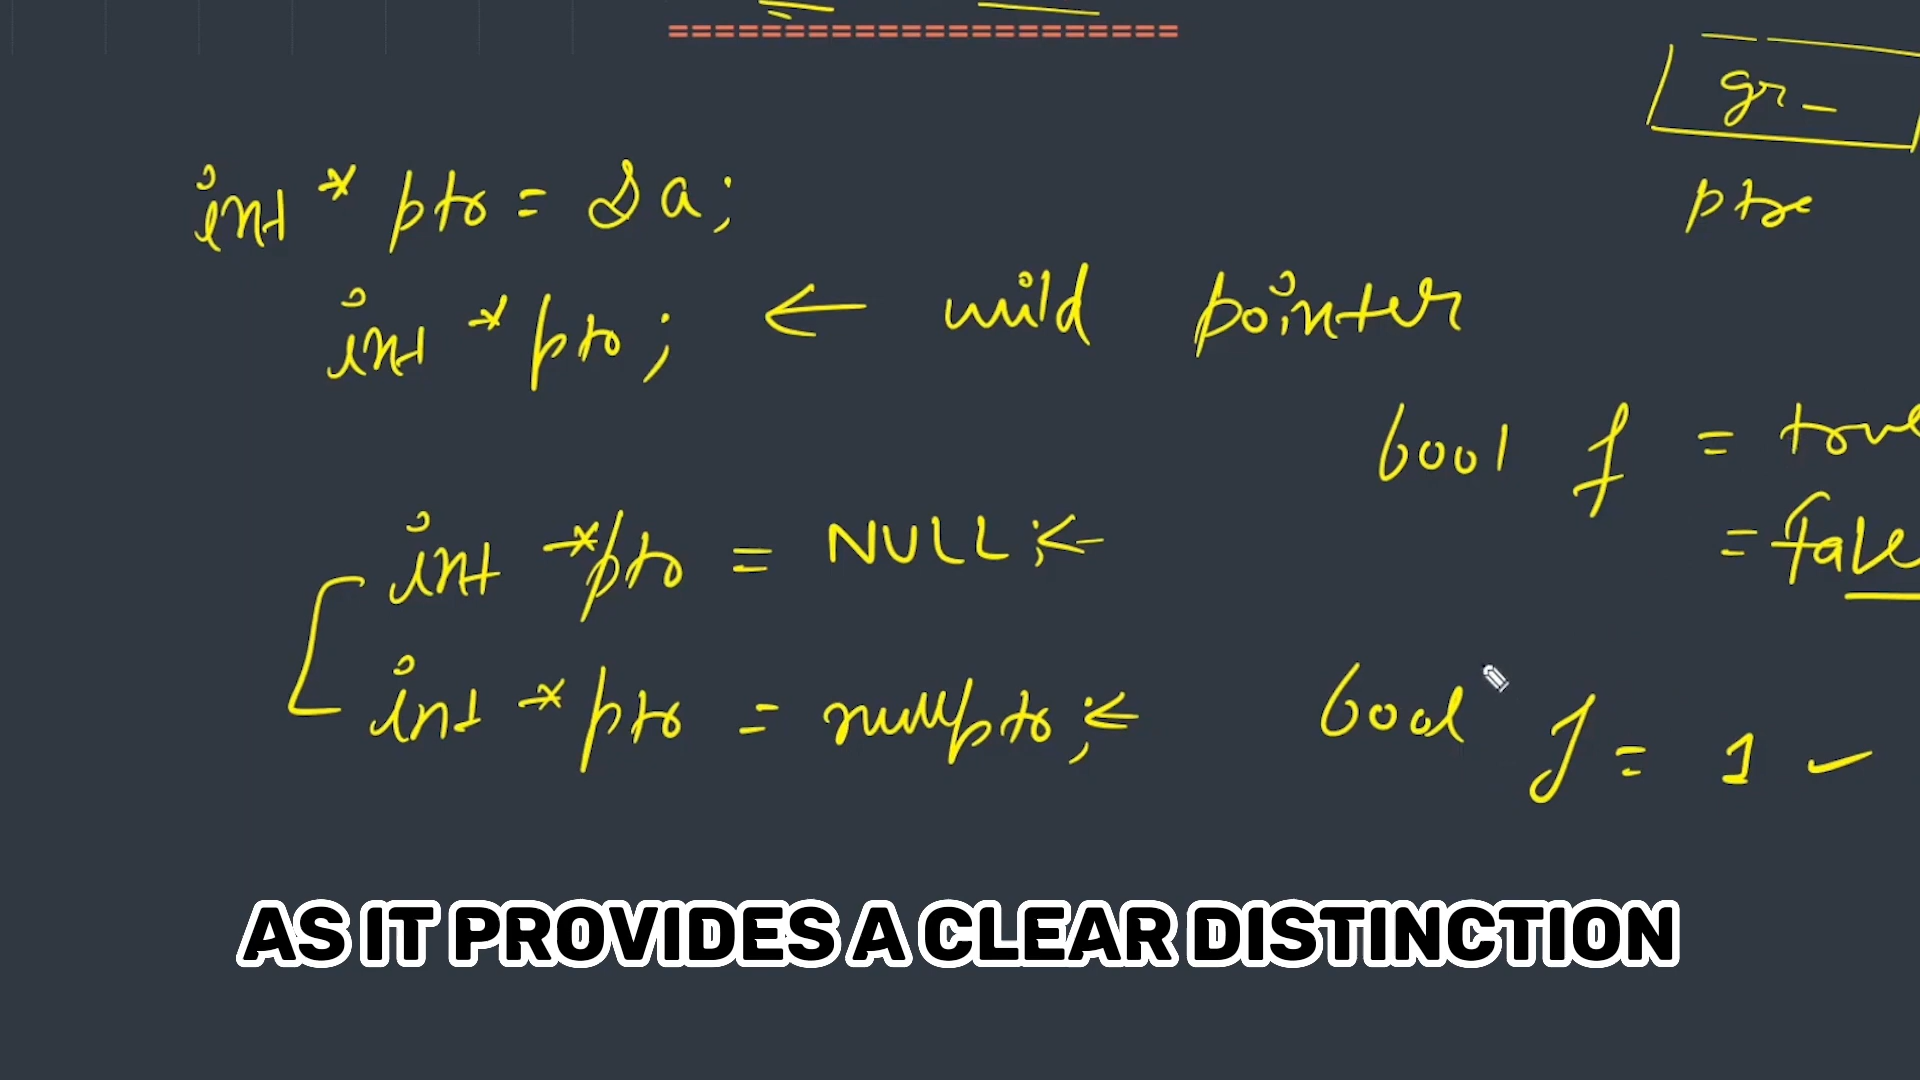 ======================
gr_
int * ptr = &a;
ptr
int *ptr; ← wild pointer
bool f = true
= false
int *ptr = NULL; ←
int *ptr = nullptr; ←
bool f = 1 ✓
AS IT PROVIDES A CLEAR DISTINCTION